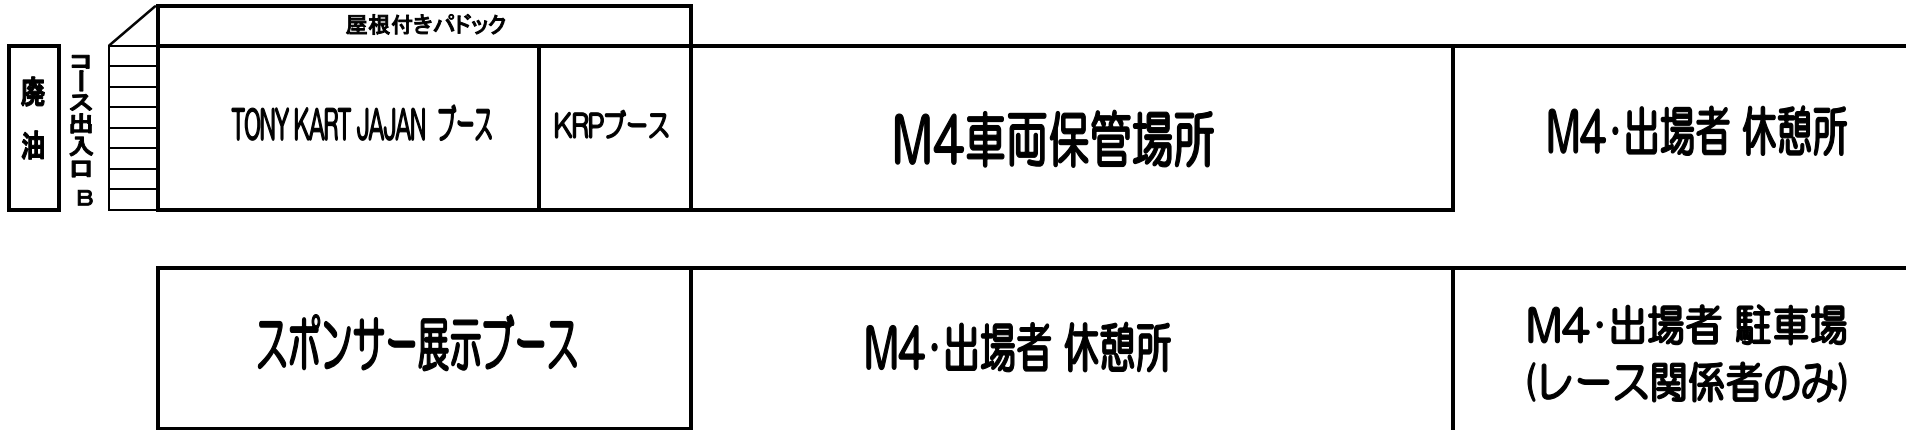 屋根付きパドック
廃油
コース出入口 B
TONY KART JAJAN ブース
KRPブース
M4車両保管場所
M4・出場者 休憩所
スポンサー展示ブース
M4・出場者 休憩所
M4・出場者 駐車場
(レース関係者のみ)